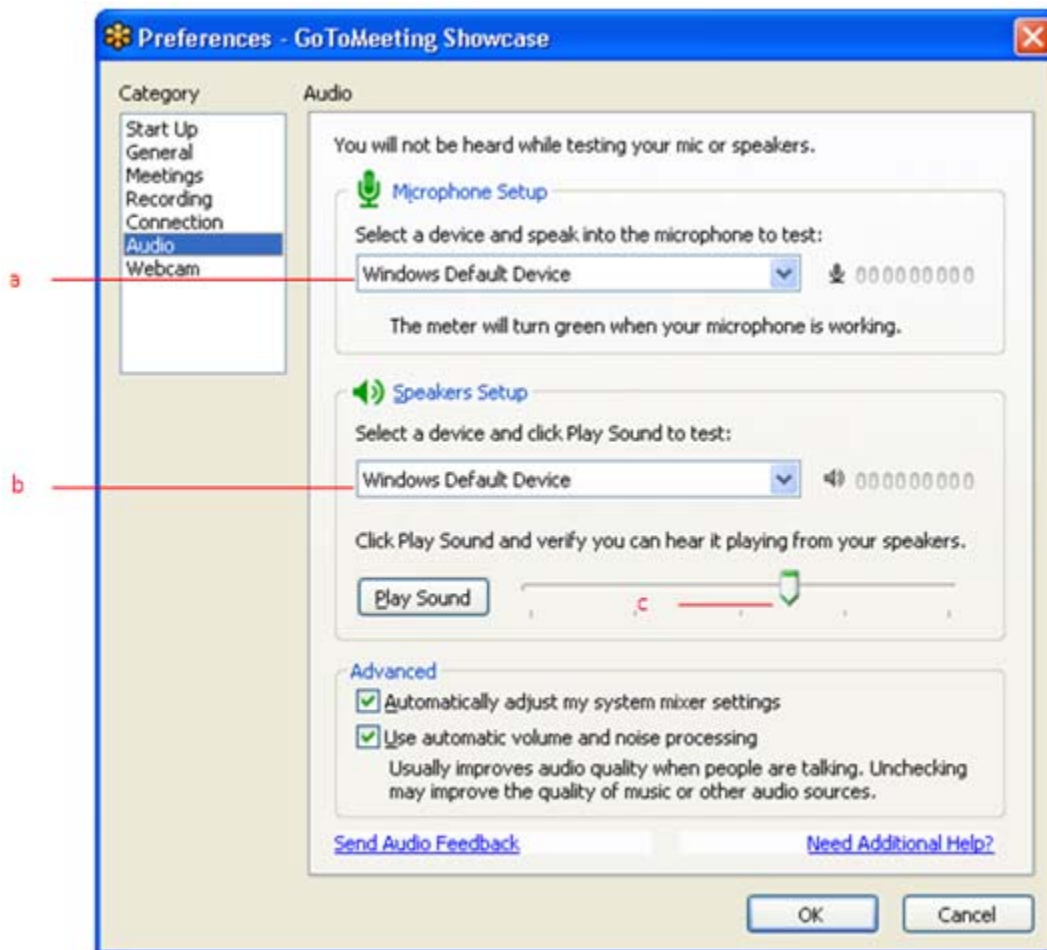 Preferences - GoToMeeting Showcase
Category
Audio
Start Up
General
Meetings
Recording
Connection
Audio
Webcam
You will not be heard while testing your mic or speakers.
Microphone Setup
Select a device and speak into the microphone to test:
a
Windows Default Device
The meter will turn green when your microphone is working.
Speakers Setup
Select a device and click Play Sound to test:
b
Windows Default Device
Click Play Sound and verify you can hear it playing from your speakers.
Play Sound
c
Advanced
Automatically adjust my system mixer settings
Use automatic volume and noise processing
Usually improves audio quality when people are talking. Unchecking
may improve the quality of music or other audio sources.
Send Audio Feedback
Need Additional Help?
OK
Cancel